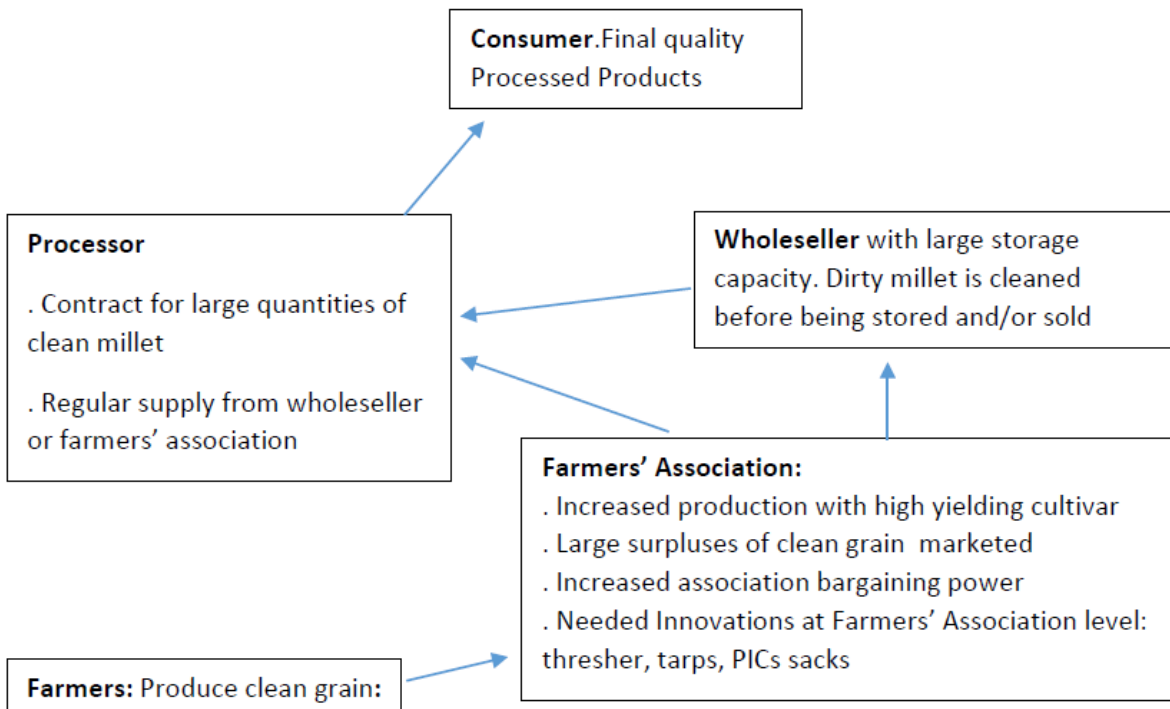 Consumer.Final quality
Processed Products
Processor
. Contract for large quantities of
clean millet
. Regular supply from wholeseller
or farmers’ association
Wholeseller with large storage
capacity. Dirty millet is cleaned
before being stored and/or sold
Farmers’ Association:
. Increased production with high yielding cultivar
. Large surpluses of clean grain marketed
. Increased association bargaining power
. Needed Innovations at Farmers’ Association level:
thresher, tarps, PICs sacks
Farmers: Produce clean grain: